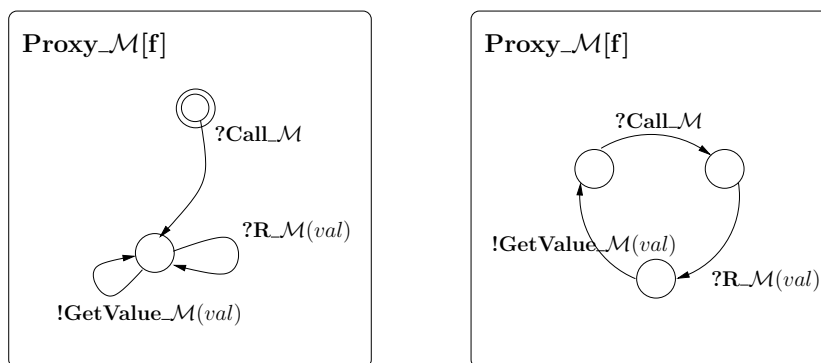 Proxy_ℳ[f]
?Call_ℳ
?R_ℳ(val)
!GetValue_ℳ(val)
Proxy_ℳ[f]
?Call_ℳ
!GetValue_ℳ(val)
?R_ℳ(val)